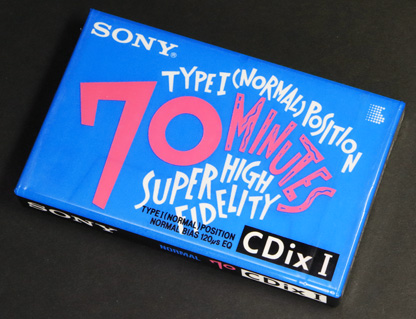 SONY®
TYPE I (NORMAL) POSITION
70 MINUTES
SUPER HIGH
FIDELITY
TYPE I (NORMAL) POSITION
NORMAL BIAS 120µs EQ
CDix I
SONY
NORMAL 70 CDix I